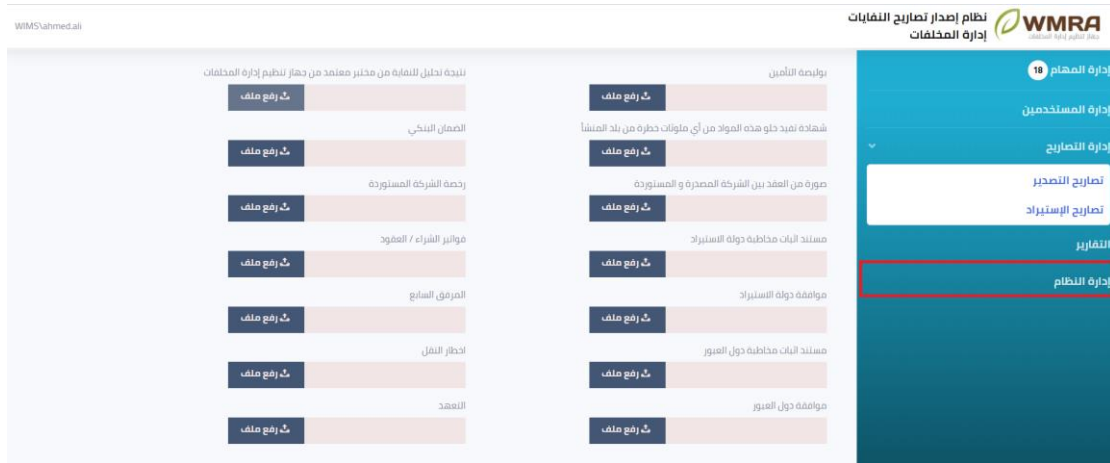 WMRA
جهاز تنظيم إدارة المخلفات
نظام إصدار تصاريح النفايات
إدارة المخلفات
WIMS\ahmed.ali
إدارة المهام 18
إدارة المستخدمين
إدارة التصاريح
تصاريح التصدير
تصاريح الإستيراد
التقارير
إدارة النظام
بوليصة التأمين
نتيجة تحليل للنفاية من مختبر معتمد من جهاز تنظيم إدارة المخلفات
رفع ملف
رفع ملف
شهادة تفيد خلو هذه المواد من أي ملوثات خطرة من بلد المنشأ
الضمان البنكي
رفع ملف
رفع ملف
صورة من العقد بين الشركة المصدرة و المستوردة
رخصة الشركة المستوردة
رفع ملف
رفع ملف
مستند اثبات مخاطبة دولة الاستيراد
فواتير الشراء / العقود
رفع ملف
رفع ملف
موافقة دولة الاستيراد
المرفق السابع
رفع ملف
رفع ملف
مستند اثبات مخاطبة دول العبور
اخطار النقل
رفع ملف
رفع ملف
موافقة دول العبور
التعهد
رفع ملف
رفع ملف